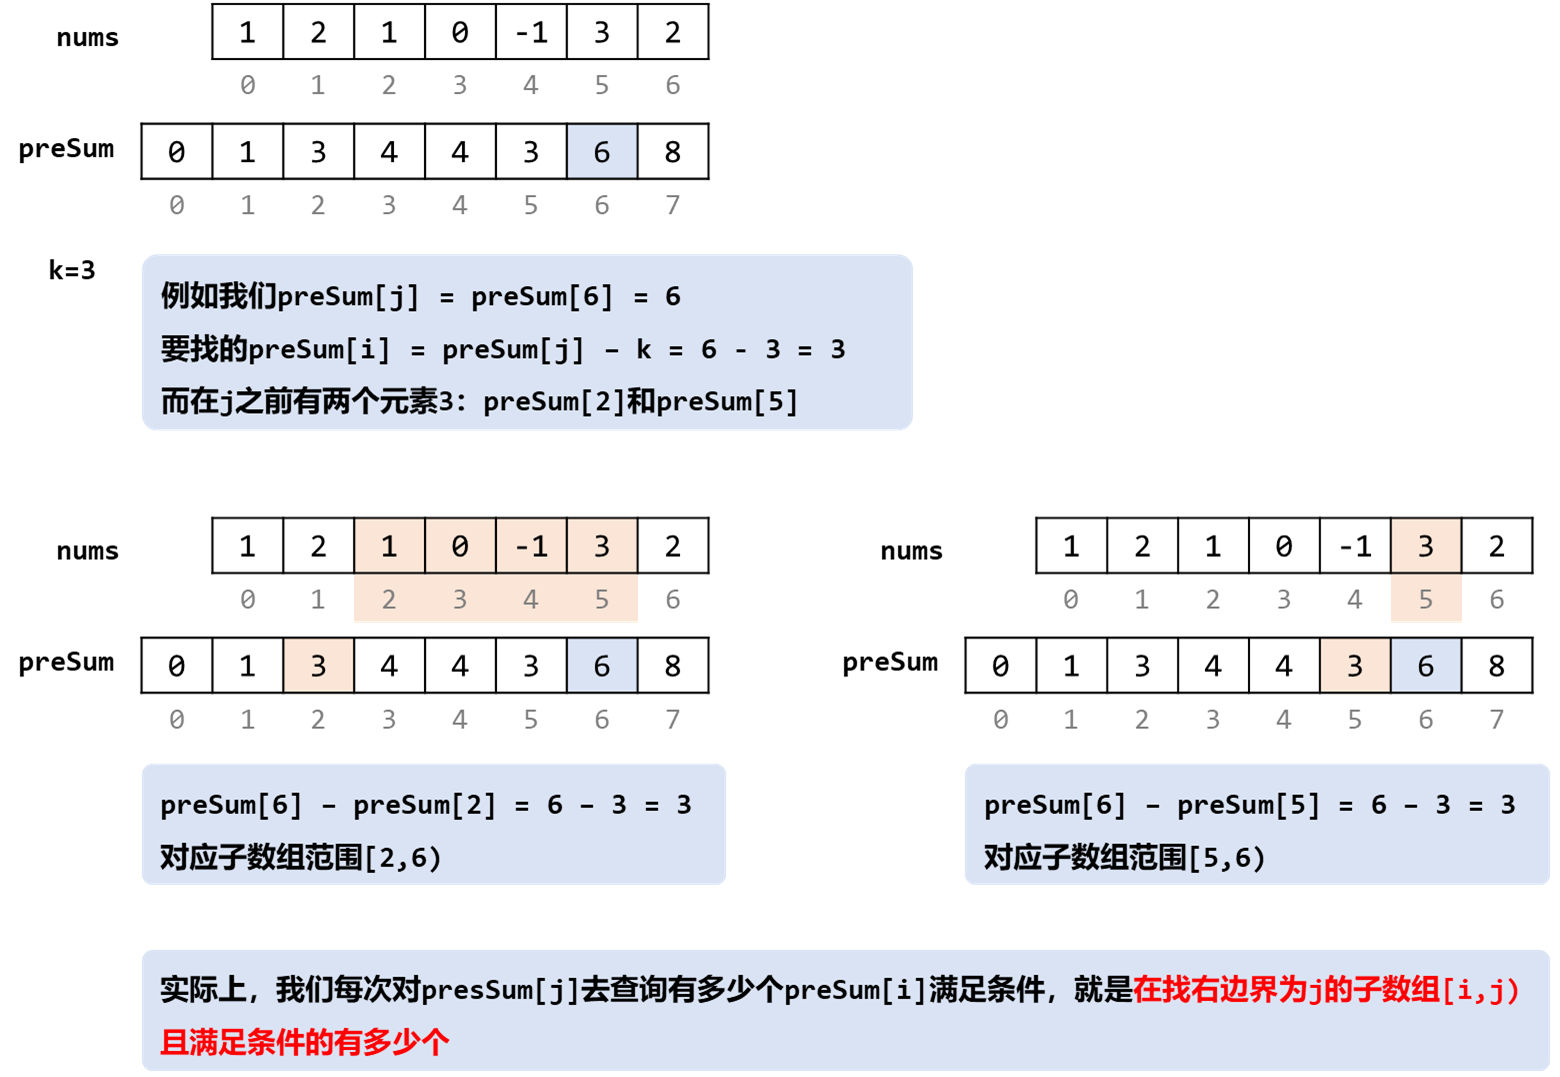 nums 1 2 1 0 -1 3 2
0 1 2 3 4 5 6
preSum 0 1 3 4 4 3 6 8
0 1 2 3 4 5 6 7
k=3
例如我们preSum[j] = preSum[6] = 6
要找的preSum[i] = preSum[j] – k = 6 - 3 = 3
而在j之前有两个元素3：preSum[2]和preSum[5]
nums 1 2 1 0 -1 3 2
0 1 2 3 4 5 6
preSum 0 1 3 4 4 3 6 8
0 1 2 3 4 5 6 7
preSum[6] – preSum[2] = 6 – 3 = 3
对应子数组范围[2,6)
nums 1 2 1 0 -1 3 2
0 1 2 3 4 5 6
preSum 0 1 3 4 4 3 6 8
0 1 2 3 4 5 6 7
preSum[6] – preSum[5] = 6 – 3 = 3
对应子数组范围[5,6)
实际上，我们每次对presSum[j]去查询有多少个preSum[i]满足条件，就是在找右边界为j的子数组[i,j)
且满足条件的有多少个